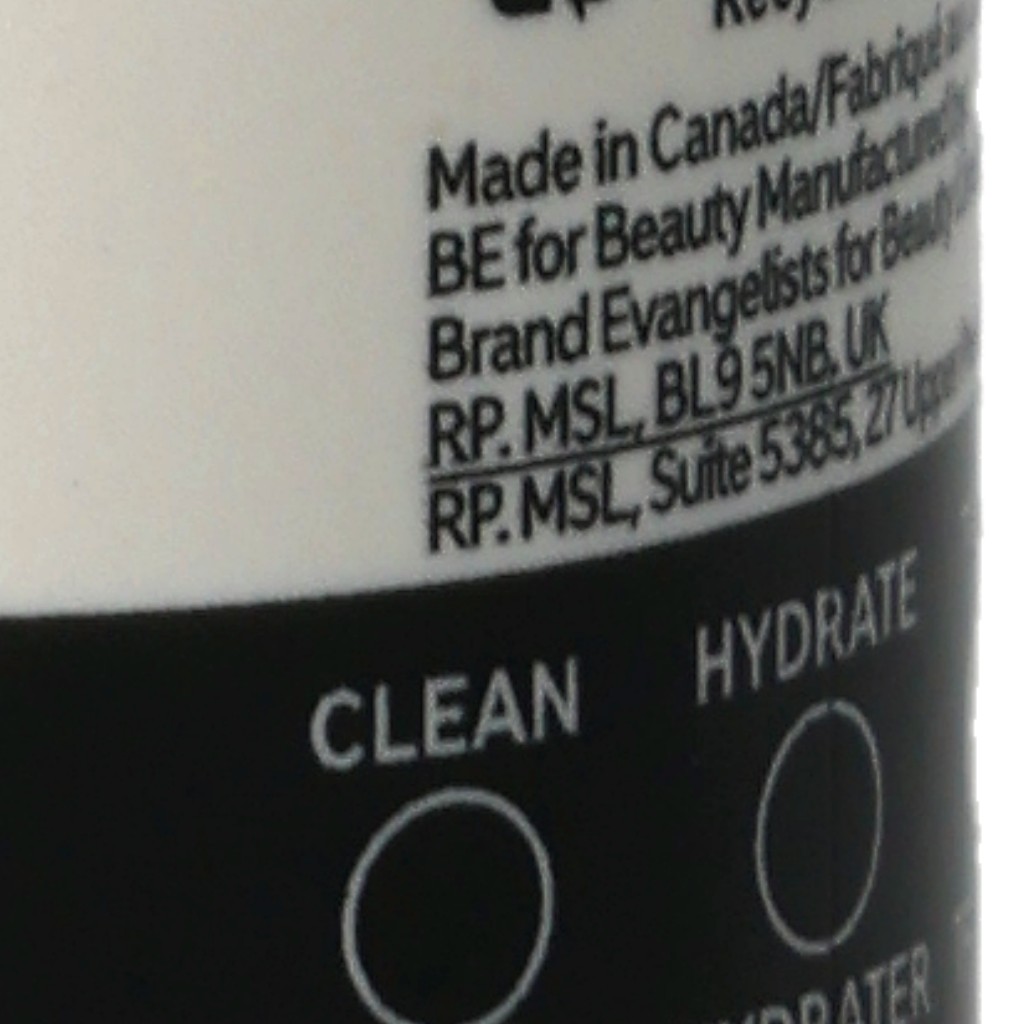 Made in Canada/Fabriqué
BE for Beauty Manufactured
Brand Evangelists for Beauty
RP. MSL, BL9 5NB, UK
RP. MSL, Suite 5385, 27 Upper
CLEAN
HYDRATE